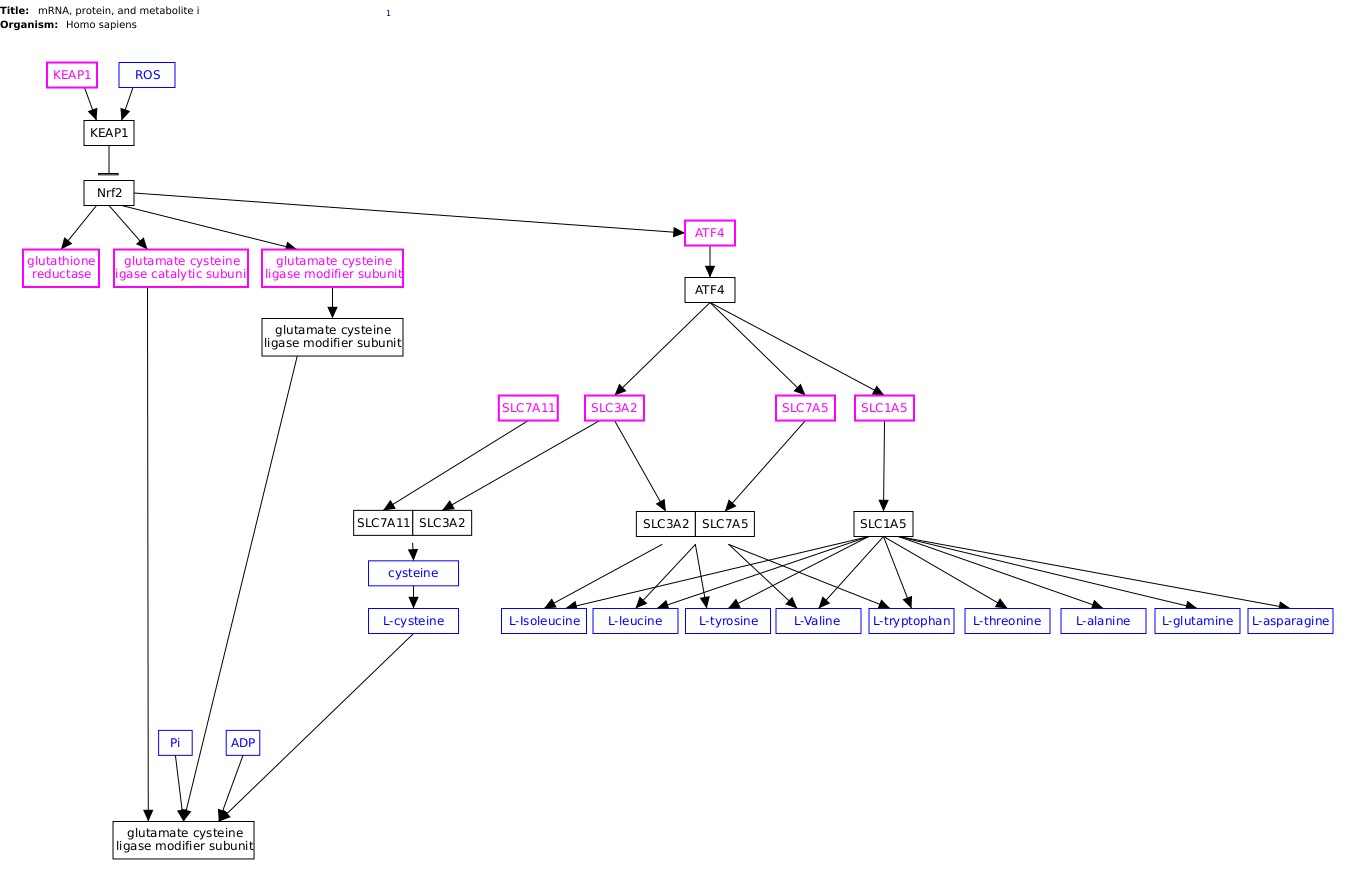 Title: mRNA, protein, and metabolite i
1
Organism: Homo sapiens
KEAP1
ROS
KEAP1
Nrf2
ATF4
glutathione
reductase
glutamate cysteine
igase catalytic subuni
glutamate cysteine
ligase modifier subunit
ATF4
glutamate cysteine
ligase modifier subunit
SLC7A11
SLC3A2
SLC7A5
SLC1A5
SLC7A11
SLC3A2
SLC3A2
SLC7A5
SLC1A5
cysteine
L-cysteine
L-Isoleucine
L-leucine
L-tyrosine
L-Valine
L-tryptophan
L-threonine
L-alanine
L-glutamine
L-asparagine
Pi
ADP
glutamate cysteine
ligase modifier subunit